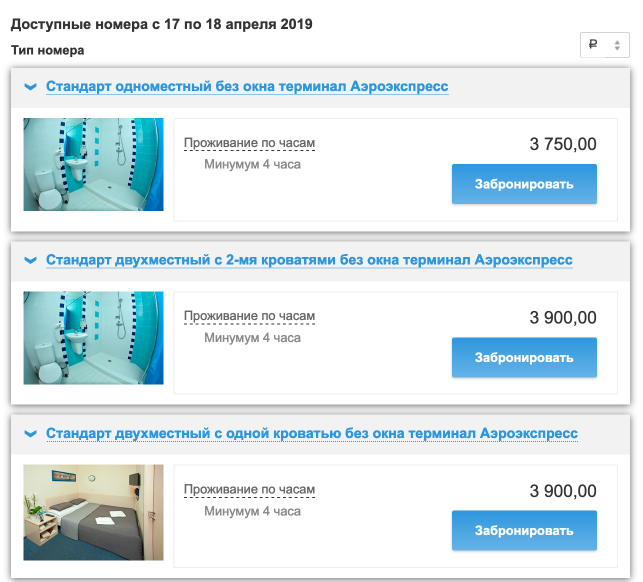 Доступные номера с 17 по 18 апреля 2019
Тип номера
₽
Стандарт одноместный без окна терминал Аэроэкспресс
Проживание по часам
3 750,00
Минумум 4 часа
Забронировать
Стандарт двухместный с 2-мя кроватями без окна терминал Аэроэкспресс
Проживание по часам
3 900,00
Минумум 4 часа
Забронировать
Стандарт двухместный с одной кроватью без окна терминал Аэроэкспресс
Проживание по часам
3 900,00
Минумум 4 часа
Забронировать